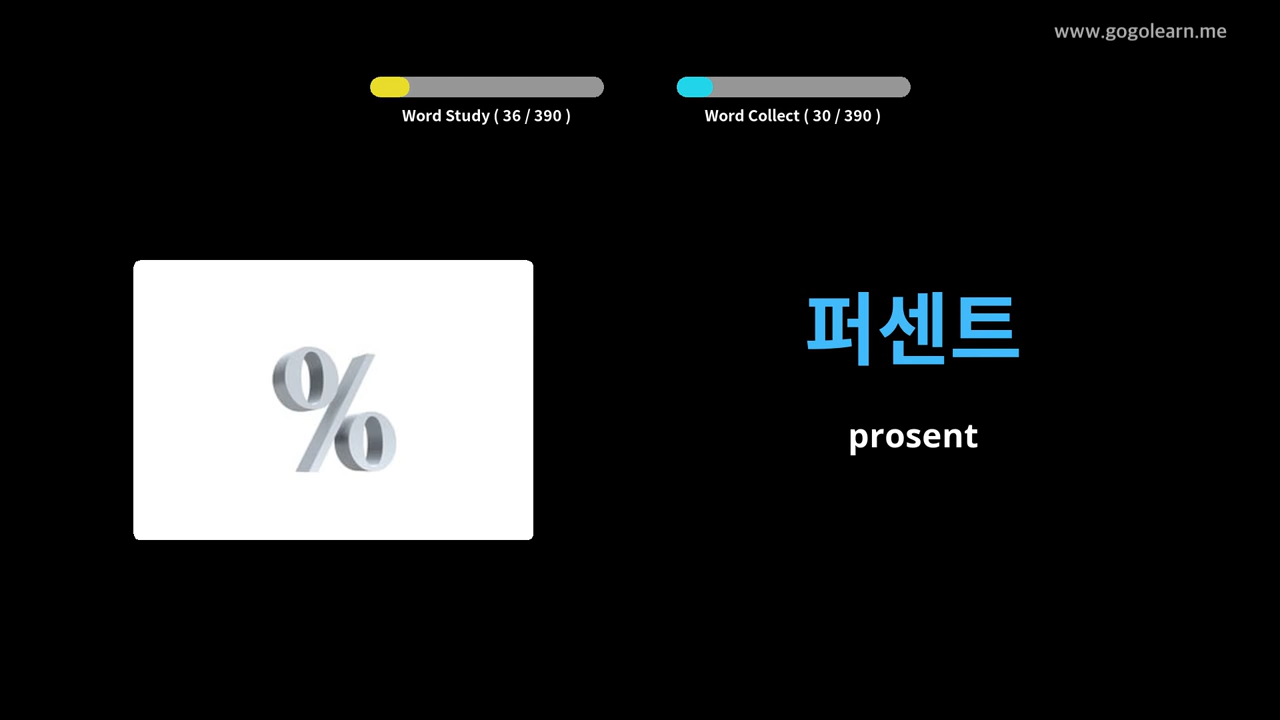 www.gogolearn.me
Word Study ( 36 / 390 )
Word Collect ( 30 / 390 )
%
퍼센트
prosent